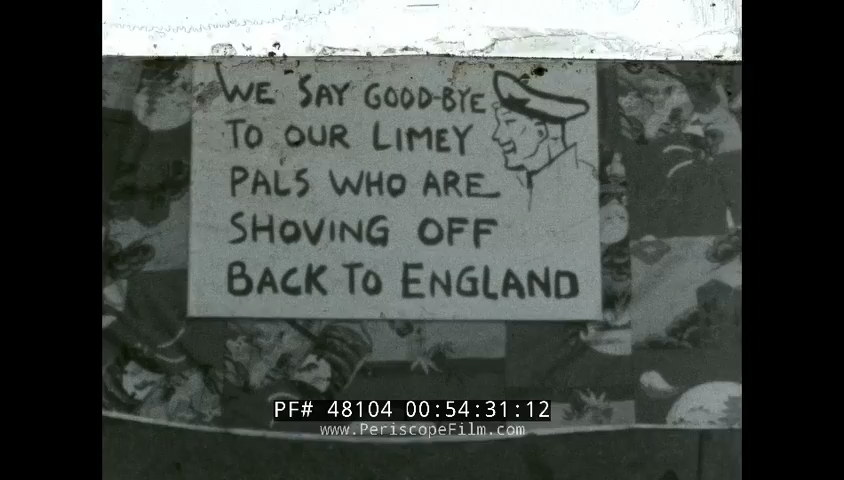 WE SAY GOOD-BYE
TO OUR LIMEY
PALS WHO ARE
SHOVING OFF
BACK TO ENGLAND
PF# 48104 00:54:31:12
www.PeriscopeFilm.com